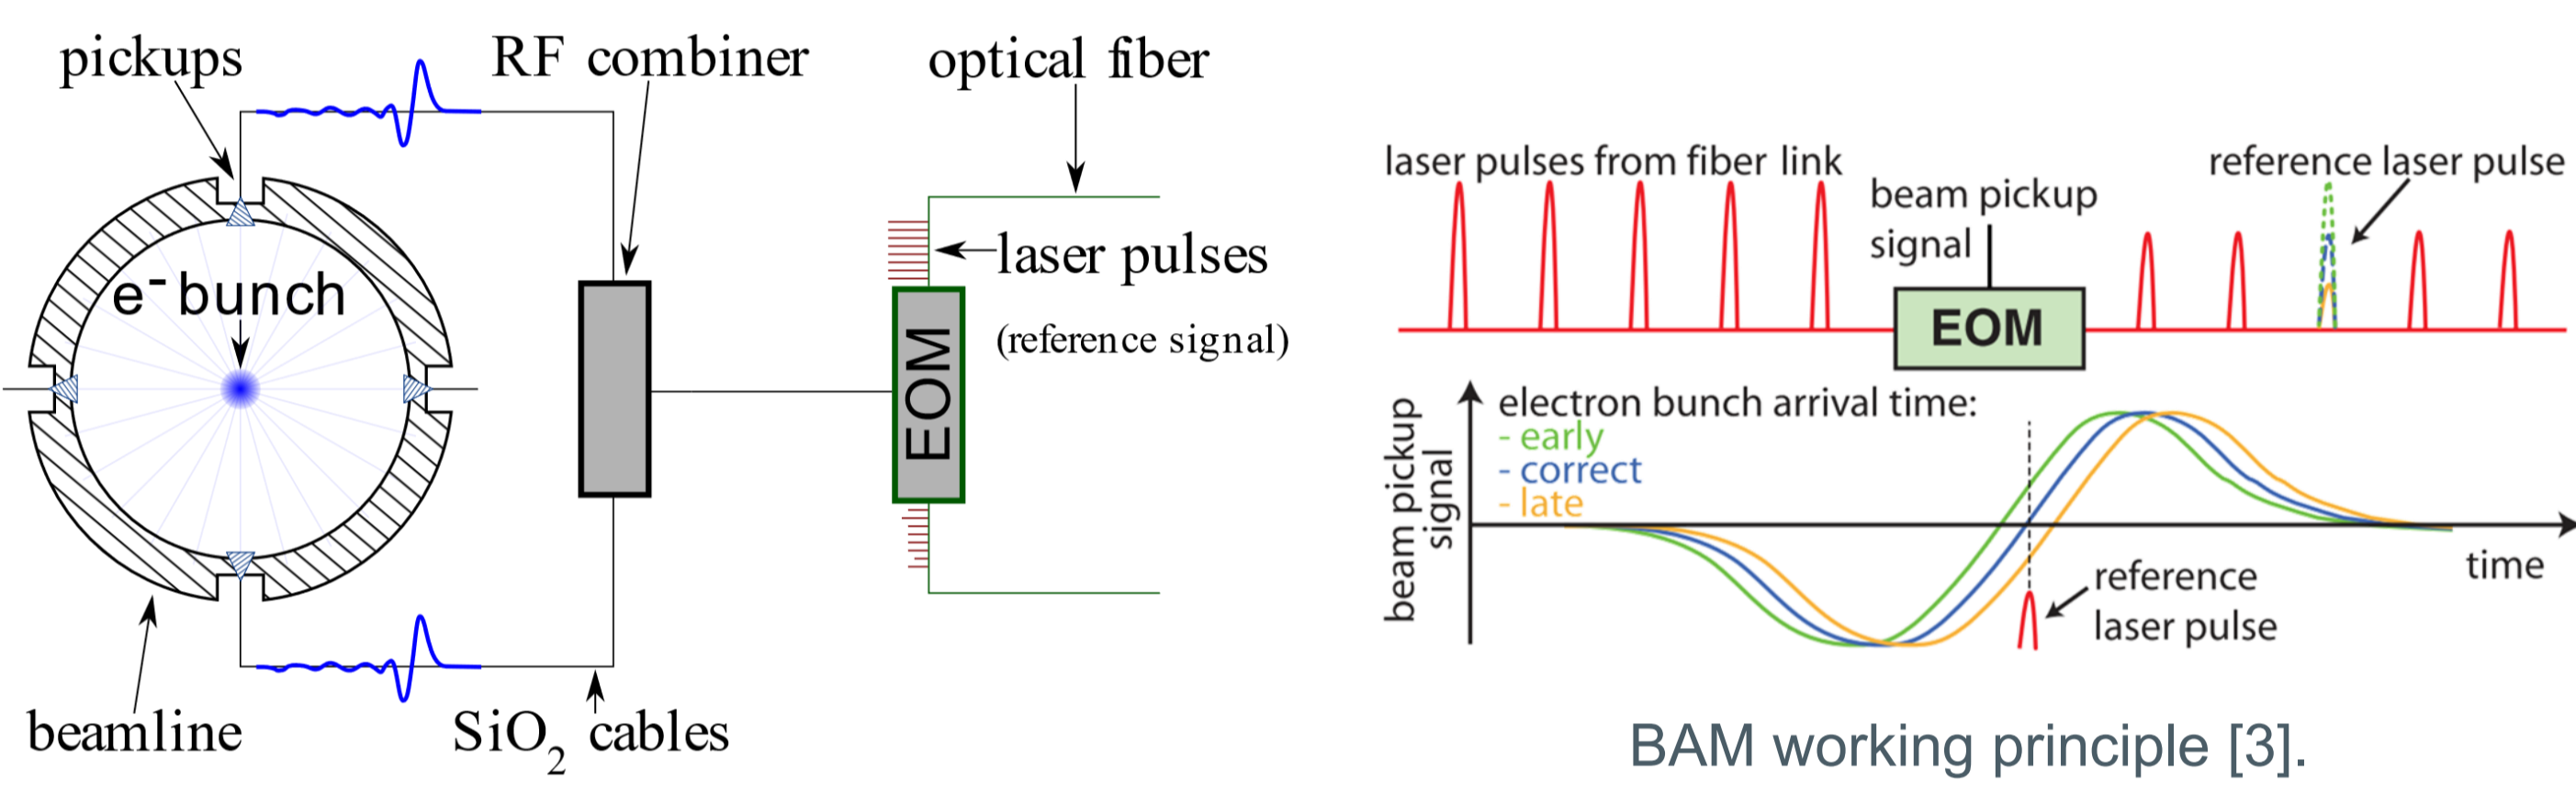 pickups
RF combiner
optical fiber
e⁻ bunch
laser pulses
(reference signal)
EOM
beamline
SiO₂ cables
laser pulses from fiber link
reference laser pulse
beam pickup
signal
EOM
beam pickup
signal
electron bunch arrival time:
- early
- correct
- late
time
reference
laser pulse
BAM working principle [3].